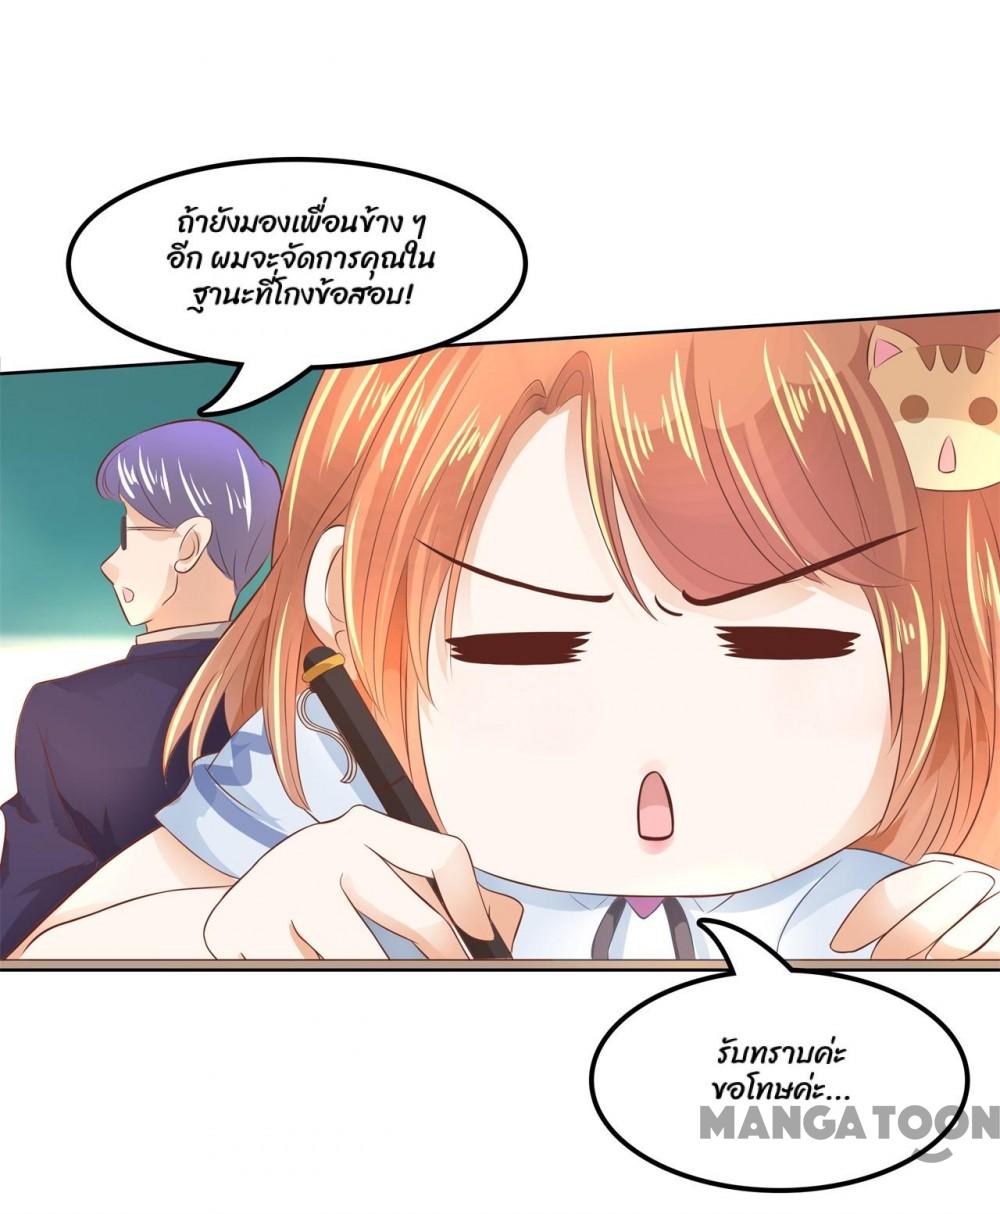 ถ้ายังมองเพื่อนข้าง ๆ
อีก ผมจะจัดการคุณใน
ฐานะที่โกงข้อสอบ!
รับทราบค่ะ
ขอโทษค่ะ...
MANGATOON